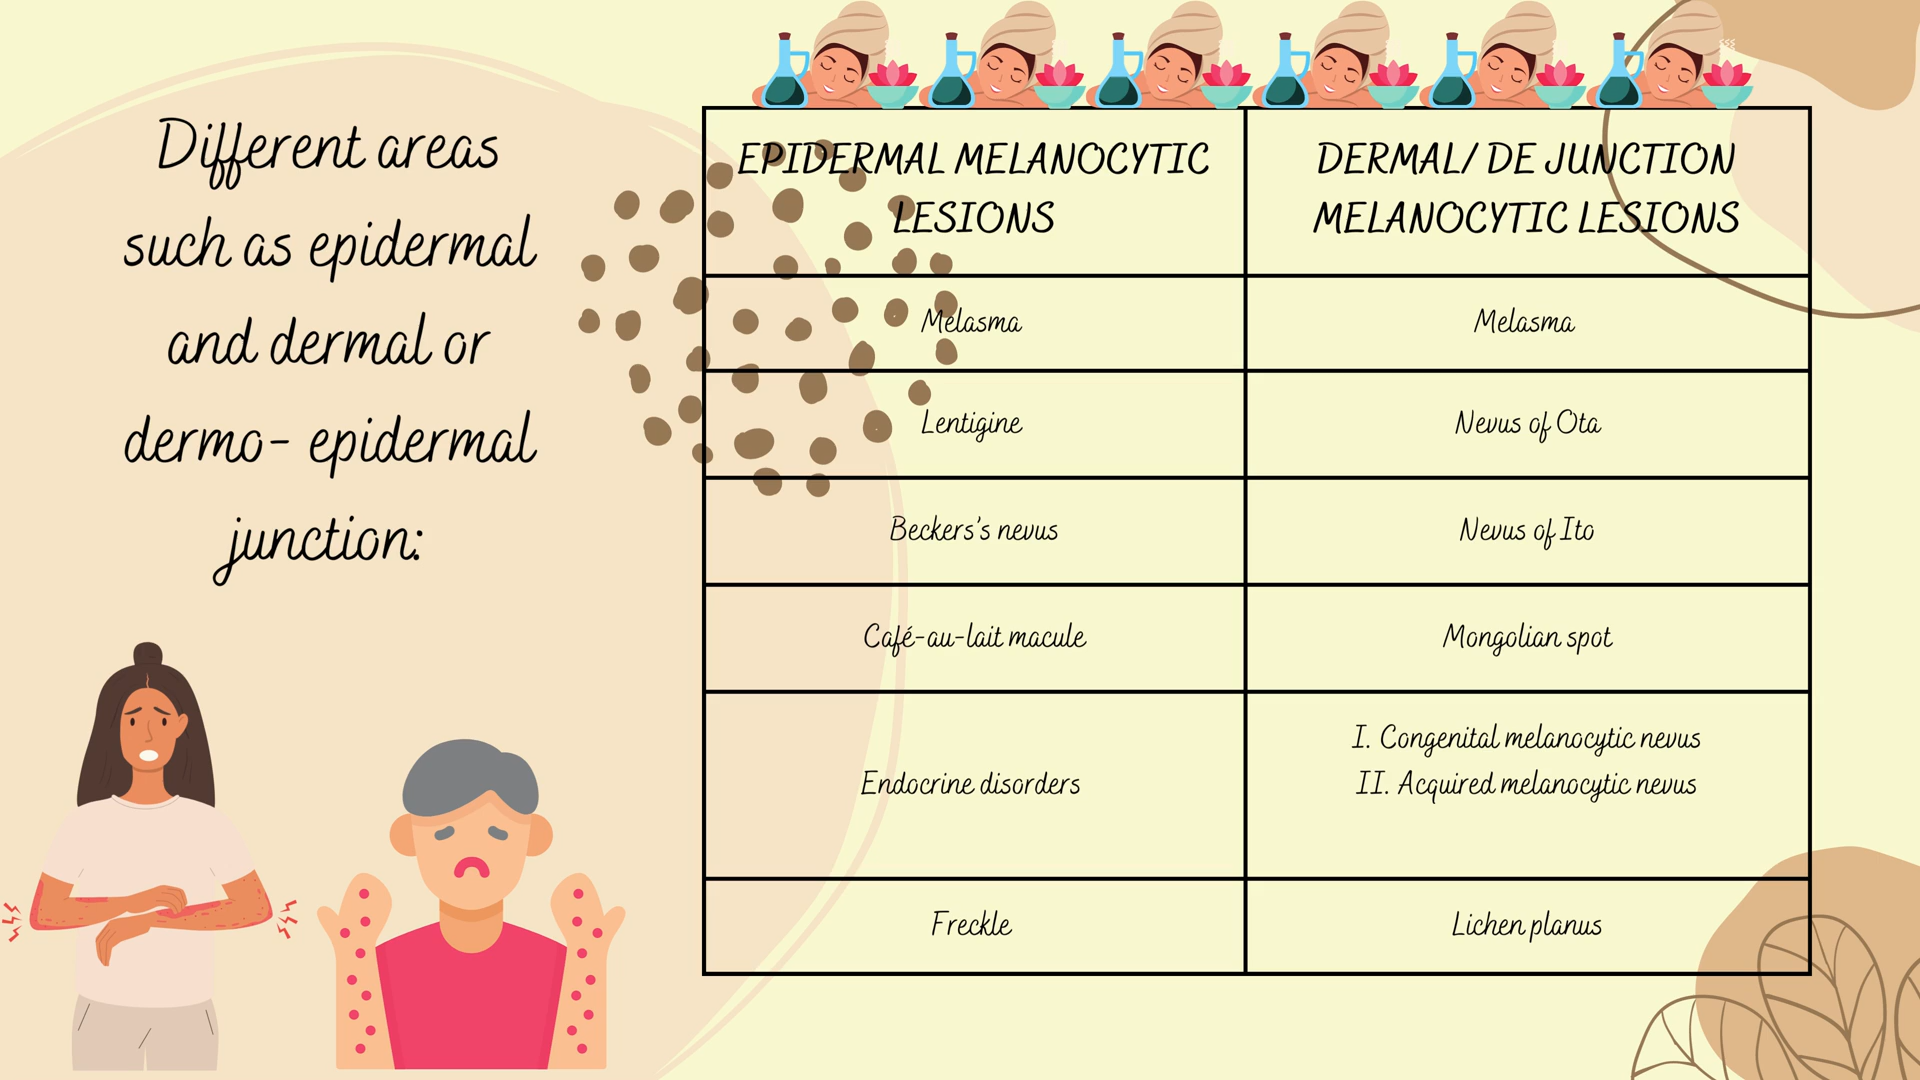 Different areas
such as epidermal
and dermal or
dermo- epidermal
junction:
EPIDERMAL MELANOCYTIC
LESIONS
DERMAL/ DE JUNCTION
MELANOCYTIC LESIONS
Melasma
Melasma
Lentigine
Nevus of Ota
Beckers's nevus
Nevus of Ito
Café-au-lait macule
Mongolian spot
Endocrine disorders
I. Congenital melanocytic nevus
II. Acquired melanocytic nevus
Freckle
Lichen planus